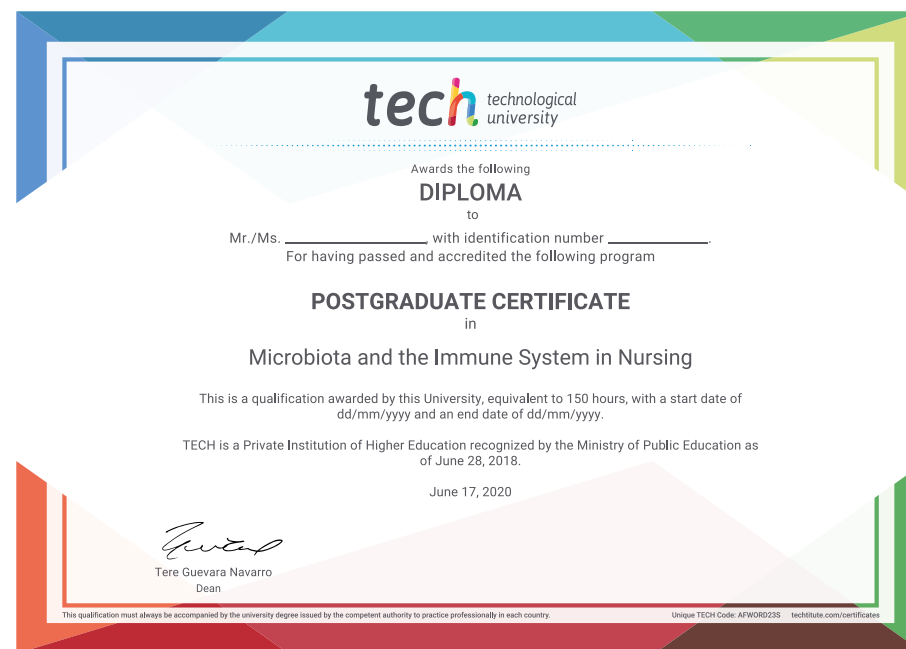 tech technological
university
Awards the following
DIPLOMA
to
Mr./Ms. ____________________, with identification number ______________.
For having passed and accredited the following program
POSTGRADUATE CERTIFICATE
in
Microbiota and the Immune System in Nursing
This is a qualification awarded by this University, equivalent to 150 hours, with a start date of
dd/mm/yyyy and an end date of dd/mm/yyyy.
TECH is a Private Institution of Higher Education recognized by the Ministry of Public Education as
of June 28, 2018.
June 17, 2020
Tere Guevara Navarro
Dean
This qualification must always be accompanied by the university degree issued by the competent authority to practice professionally in each country. Unique TECH Code: AFWORD23S techtitute.com/certificates